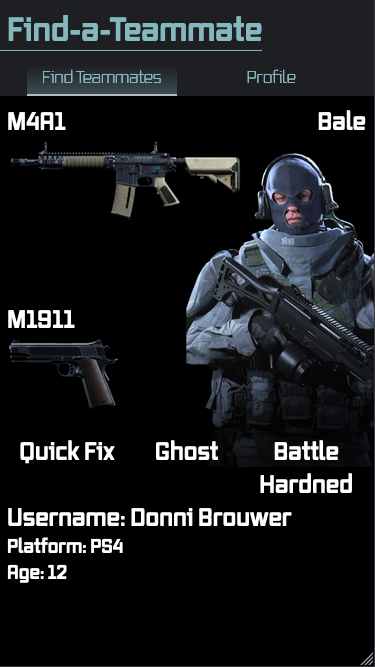 Find-a-Teammate
Find Teammates Profile
M4A1 Bale
M1911
Quick Fix Ghost Battle
Hardned
Username: Donni Brouwer
Platform: PS4
Age: 12